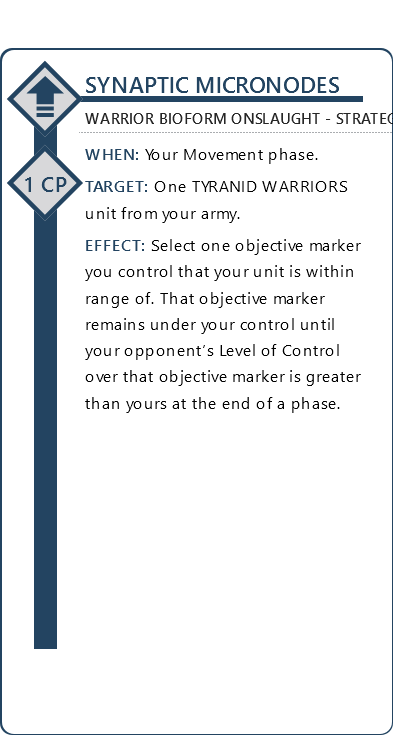 SYNAPTIC MICRONODES
WARRIOR BIOFORM ONSLAUGHT - STRATEG
1 CP
WHEN: Your Movement phase.
TARGET: One TYRANID WARRIORS
unit from your army.
EFFECT: Select one objective marker
you control that your unit is within
range of. That objective marker
remains under your control until
your opponent's Level of Control
over that objective marker is greater
than yours at the end of a phase.